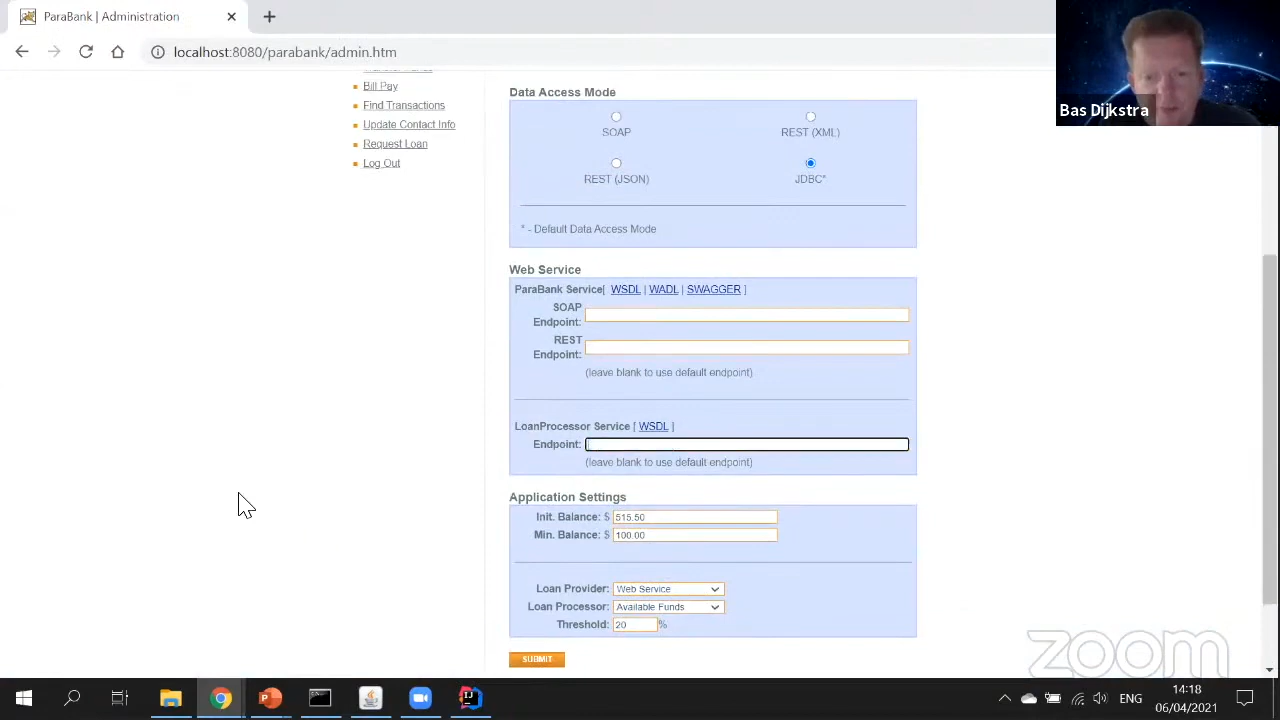 ParaBank | Administration
localhost:8080/parabank/admin.htm
Bas Dijkstra
Bill Pay
Find Transactions
Update Contact Info
Request Loan
Log Out
Data Access Mode
SOAP
REST (XML)
REST (JSON)
JDBC*
* - Default Data Access Mode
Web Service
ParaBank Service[ WSDL | WADL | SWAGGER ]
SOAP
Endpoint:
REST
Endpoint:
(leave blank to use default endpoint)
LoanProcessor Service [ WSDL ]
Endpoint:
(leave blank to use default endpoint)
Application Settings
Init. Balance: $ 515.50
Min. Balance: $ 100.00
Loan Provider: Web Service
Loan Processor: Available Funds
Threshold: 20 %
SUBMIT
zoom
ENG
14:18
06/04/2021